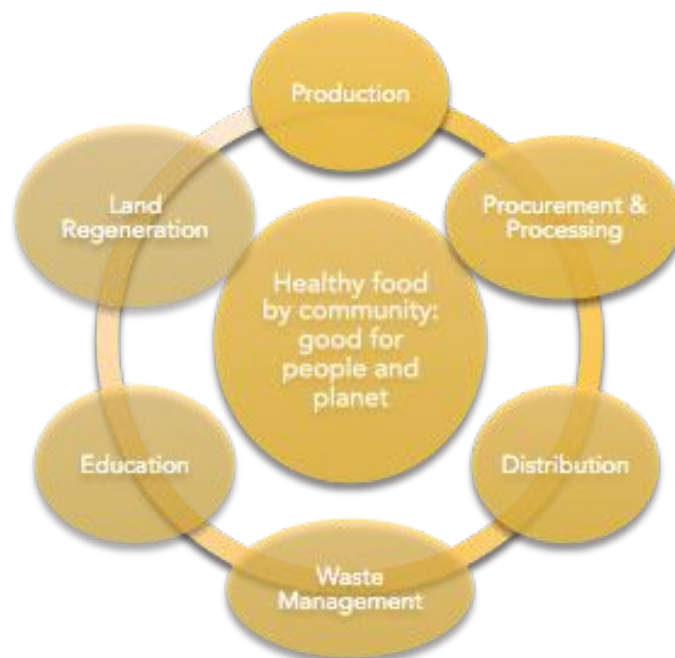 Production
Procurement &
Processing
Distribution
Waste
Management
Education
Land
Regeneration
Healthy food
by community:
good for
people and
planet